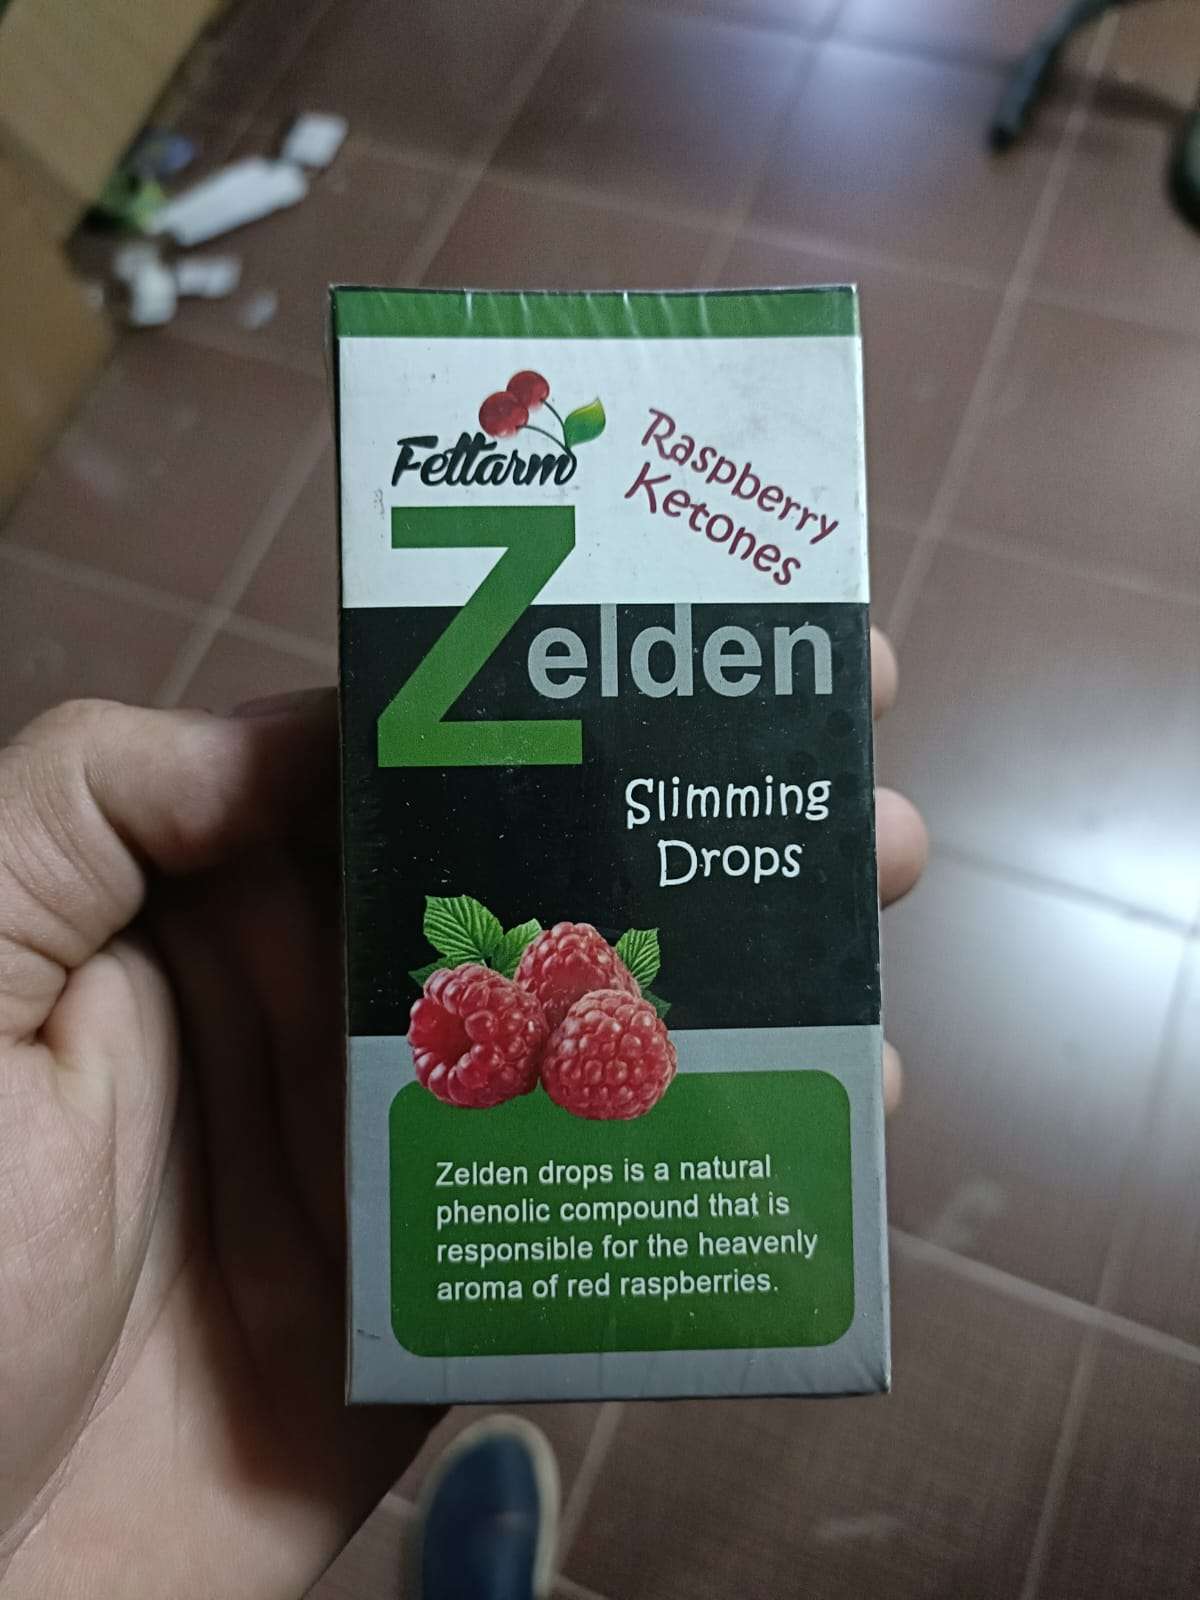 Fettarm
Raspberry
Ketones
Zelden
Slimming
Drops
Zelden drops is a natural
phenolic compound that is
responsible for the heavenly
aroma of red raspberries.